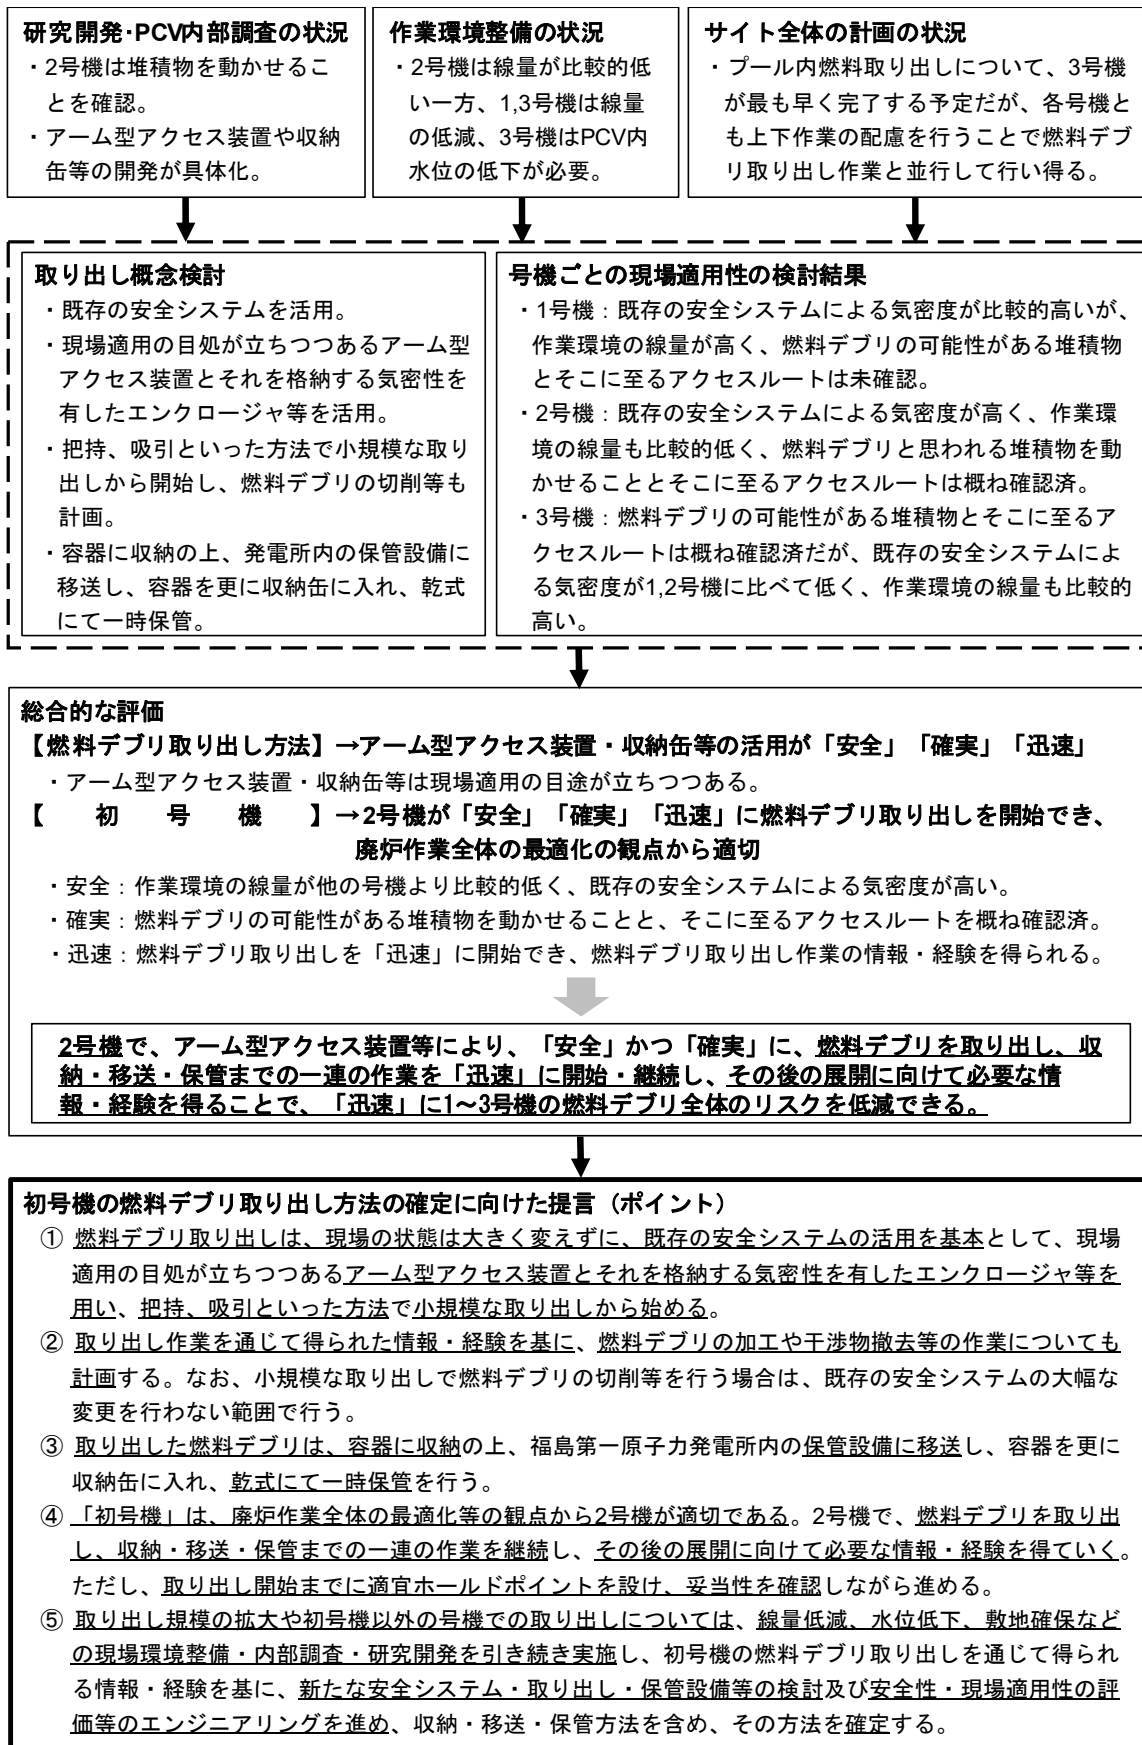 研究開発・PCV内部調査の状況
・2号機は堆積物を動かせるこ
とを確認。
・アーム型アクセス装置や収納
缶等の開発が具体化。
作業環境整備の状況
・2号機は線量が比較的低
い一方、1,3号機は線量
の低減、3号機はPCV内
水位の低下が必要。
サイト全体の計画の状況
・プール内燃料取り出しについて、3号機
が最も早く完了する予定だが、各号機と
も上下作業の配慮を行うことで燃料デブ
リ取り出し作業と並行して行い得る。
取り出し概念検討
・既存の安全システムを活用。
・現場適用の目処が立ちつつあるアーム型
アクセス装置とそれを格納する気密性を
有したエンクロージャ等を活用。
・把持、吸引といった方法で小規模な取り
出しから開始し、燃料デブリの切削等も
計画。
・容器に収納の上、発電所内の保管設備に
移送し、容器を更に収納缶に入れ、乾式
にて一時保管。
号機ごとの現場適用性の検討結果
・1号機：既存の安全システムによる気密度が比較的高いが、
作業環境の線量が高く、燃料デブリの可能性がある堆積物
とそこに至るアクセスルートは未確認。
・2号機：既存の安全システムによる気密度が高く、作業環
境の線量も比較的低く、燃料デブリと思われる堆積物を動
かせることとそこに至るアクセスルートは概ね確認済。
・3号機：燃料デブリの可能性がある堆積物とそこに至るア
クセスルートは概ね確認済だが、既存の安全システムによ
る気密度が1,2号機に比べて低く、作業環境の線量も比較的
高い。
総合的な評価
【燃料デブリ取り出し方法】→アーム型アクセス装置・収納缶等の活用が「安全」「確実」「迅速」
・アーム型アクセス装置・収納缶等は現場適用の目途が立ちつつある。
【　初　号　機　】→2号機が「安全」「確実」「迅速」に燃料デブリ取り出しを開始でき、
廃炉作業全体の最適化の観点から適切
・安全：作業環境の線量が他の号機より比較的低く、既存の安全システムによる気密度が高い。
・確実：燃料デブリの可能性がある堆積物を動かせることと、そこに至るアクセスルートを概ね確認済。
・迅速：燃料デブリ取り出しを「迅速」に開始でき、燃料デブリ取り出し作業の情報・経験を得られる。
2号機で、アーム型アクセス装置等により、「安全」かつ「確実」に、燃料デブリを取り出し、収
納・移送・保管までの一連の作業を「迅速」に開始・継続し、その後の展開に向けて必要な情
報・経験を得ることで、「迅速」に1～3号機の燃料デブリ全体のリスクを低減できる。
初号機の燃料デブリ取り出し方法の確定に向けた提言（ポイント）
① 燃料デブリ取り出しは、現場の状態は大きく変えずに、既存の安全システムの活用を基本として、現場
適用の目処が立ちつつあるアーム型アクセス装置とそれを格納する気密性を有したエンクロージャ等を
用い、把持、吸引といった方法で小規模な取り出しから始める。
② 取り出し作業を通じて得られた情報・経験を基に、燃料デブリの加工や干渉物撤去等の作業についても
計画する。なお、小規模な取り出しで燃料デブリの切削等を行う場合は、既存の安全システムの大幅な
変更を行わない範囲で行う。
③ 取り出した燃料デブリは、容器に収納の上、福島第一原子力発電所内の保管設備に移送し、容器を更に
収納缶に入れ、乾式にて一時保管を行う。
④ 「初号機」は、廃炉作業全体の最適化等の観点から2号機が適切である。2号機で、燃料デブリを取り出
し、収納・移送・保管までの一連の作業を継続し、その後の展開に向けて必要な情報・経験を得ていく。
ただし、取り出し開始までに適宜ホールドポイントを設け、妥当性を確認しながら進める。
⑤ 取り出し規模の拡大や初号機以外の号機での取り出しについては、線量低減、水位低下、敷地確保など
の現場環境整備・内部調査・研究開発を引き続き実施し、初号機の燃料デブリ取り出しを通じて得られ
る情報・経験を基に、新たな安全システム・取り出し・保管設備等の検討及び安全性・現場適用性の評
価等のエンジニアリングを進め、収納・移送・保管方法を含め、その方法を確定する。